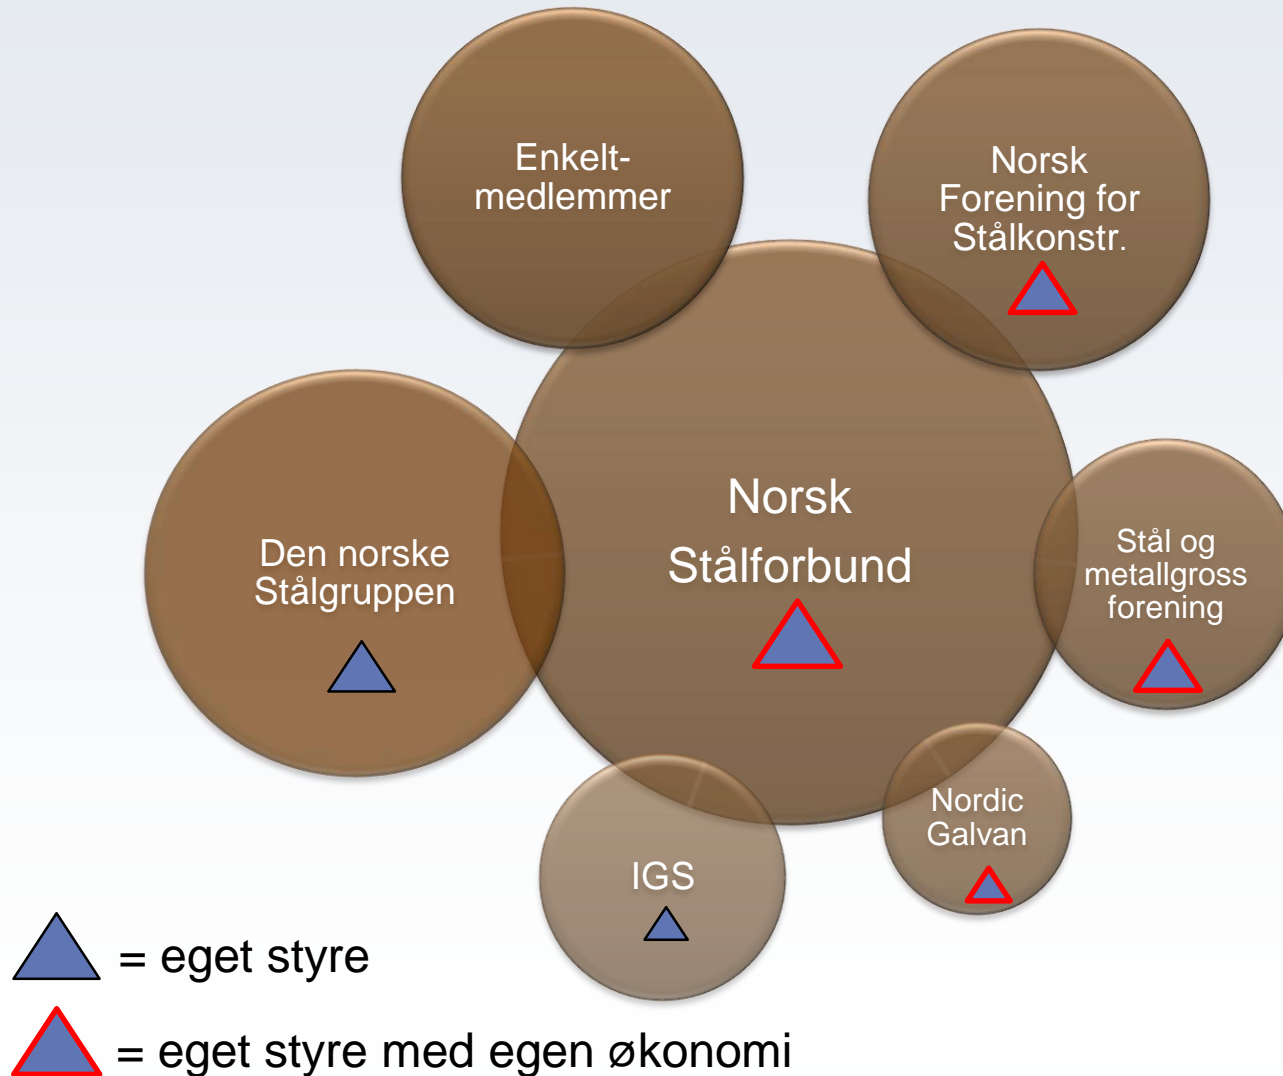 Enkelt-
medlemmer
Norsk
Forening for
Stålkonstr.
Norsk
Stålforbund
Den norske
Stålgruppen
Stål og
metallgross
forening
Nordic
Galvan
IGS
= eget styre
= eget styre med egen økonomi